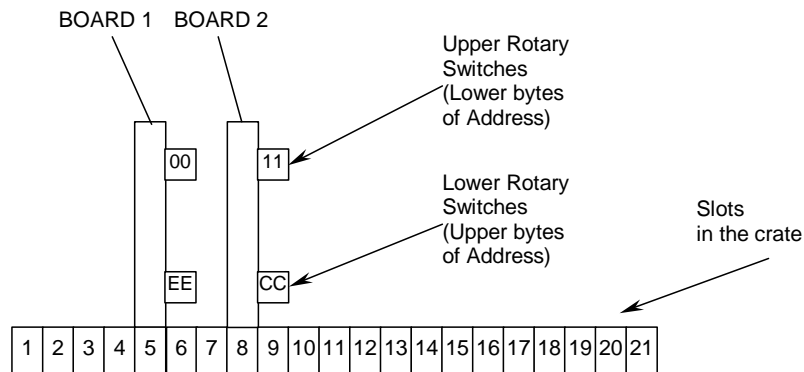 BOARD 1 BOARD 2
Upper Rotary
Switches
(Lower bytes
of Address)
00
11
Lower Rotary
Switches
(Upper bytes
of Address)
Slots
in the crate
EE
CC
1 2 3 4 5 6 7 8 9 10 11 12 13 14 15 16 17 18 19 20 21